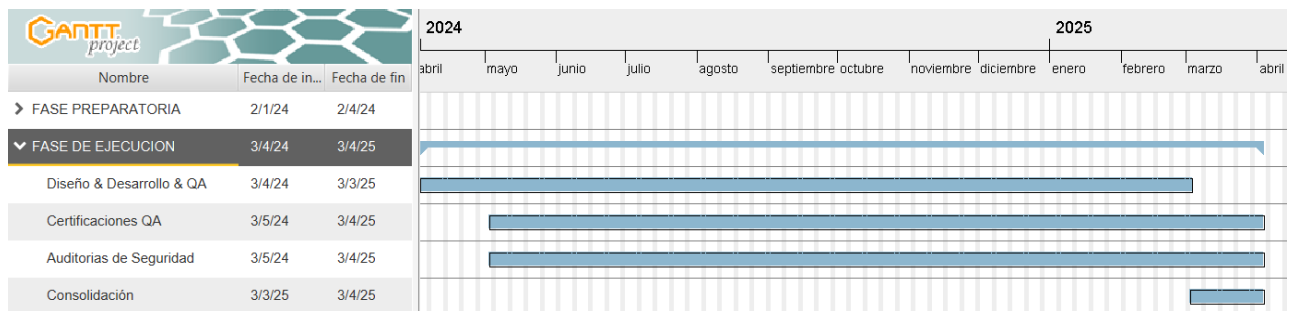 GANTT project
2024 2025
abril mayo junio julio agosto septiembre octubre noviembre diciembre enero febrero marzo abril
Nombre Fecha de in... Fecha de fin
FASE PREPARATORIA 2/1/24 2/4/24
FASE DE EJECUCION 3/4/24 3/4/25
Diseño & Desarrollo & QA 3/4/24 3/3/25
Certificaciones QA 3/5/24 3/4/25
Auditorias de Seguridad 3/5/24 3/4/25
Consolidación 3/3/25 3/4/25